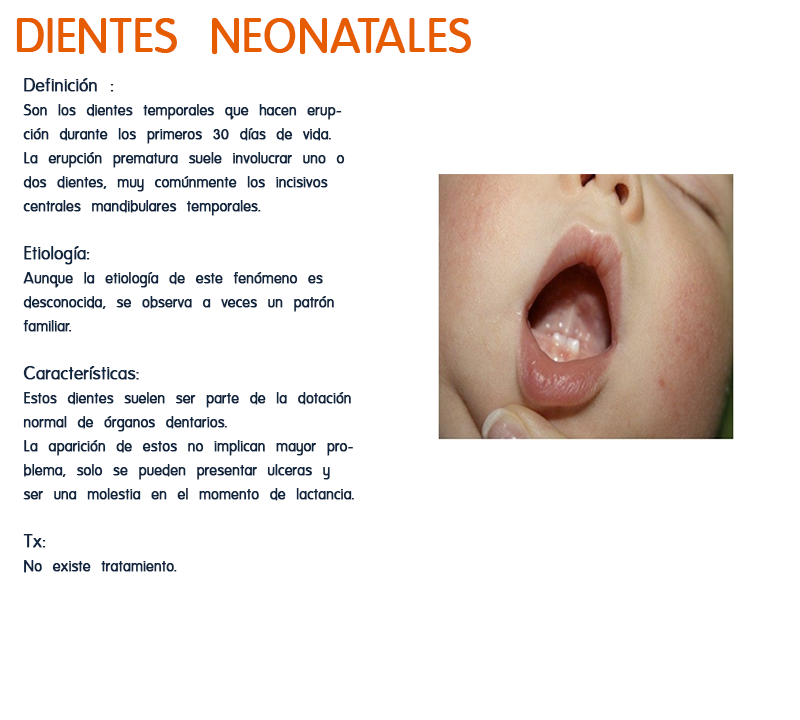 DIENTES NEONATALES
Definición :
Son los dientes temporales que hacen erup-
ción durante los primeros 30 días de vida.
La erupción prematura suele involucrar uno o
dos dientes, muy comúnmente los incisivos
centrales mandibulares temporales.
Etiología:
Aunque la etiología de este fenómeno es
desconocida, se observa a veces un patrón
familiar.
Características:
Estos dientes suelen ser parte de la dotación
normal de órganos dentarios.
La aparición de estos no implican mayor pro-
blema, solo se pueden presentar ulceras y
ser una molestia en el momento de lactancia.
Tx:
No existe tratamiento.